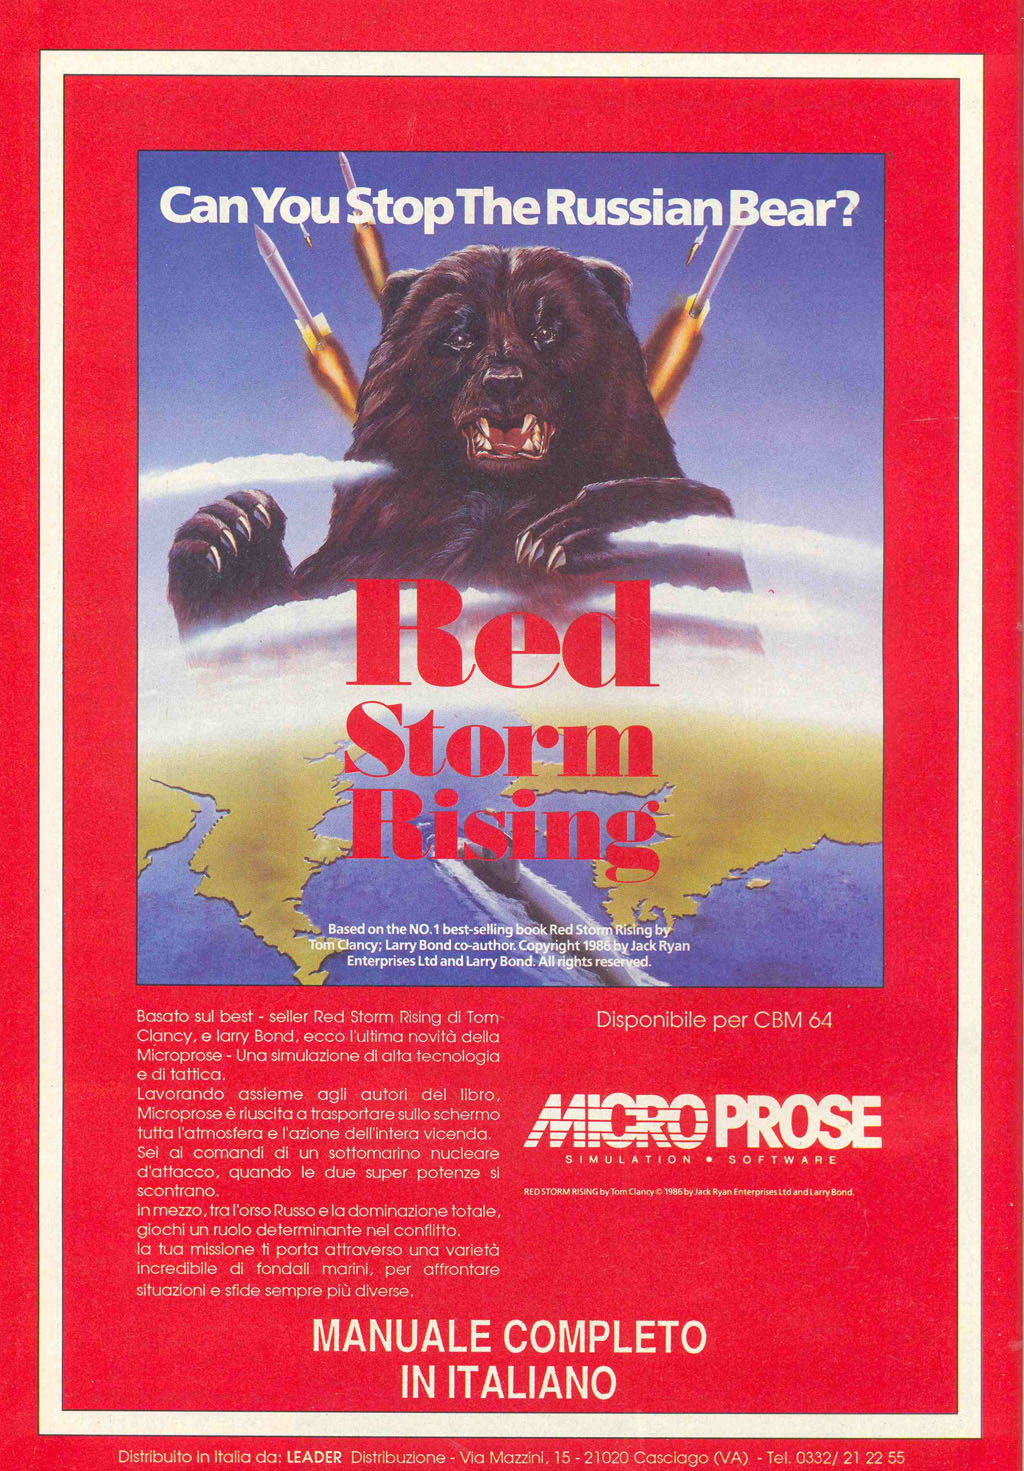 Can You Stop The Russian Bear?
Red
Storm
Rising
Based on the NO. 1 best-selling book Red Storm Rising by
Tom Clancy; Larry Bond co-author. Copyright 1986 by Jack Ryan
Enterprises Ltd and Larry Bond. All rights reserved.
Basato sul best - seller Red Storm Rising di Tom
Clancy, e larry Bond, ecco l'ultima novità della
Microprose - Una simulazione di alta tecnologia
e di tattica.
Lavorando assieme agli autori del libro,
Microprose è riuscita a trasportare sullo schermo
tutta l'atmosfera e l'azione dell'intera vicenda.
Sei ai comandi di un sottomarino nucleare
d'attacco, quando le due super potenze si
scontrano.
in mezzo, tra l'orso Russo e la dominazione totale,
giochi un ruolo determinante nel conflitto.
la tua missione ti porta attraverso una varietà
incredibile di fondali marini, per affrontare
situazioni e sfide sempre più diverse.
Disponibile per CBM 64
MICRO PROSE
SIMULATION • SOFTWARE
RED STORM RISING by Tom Clancy © 1986 by Jack Ryan Enterprises Ltd and Larry Bond.
MANUALE COMPLETO
IN ITALIANO
Distribuito in Italia da: LEADER Distribuzione - Via Mazzini, 15 - 21020 Casciago (VA) - Tel. 0332/ 21 22 55